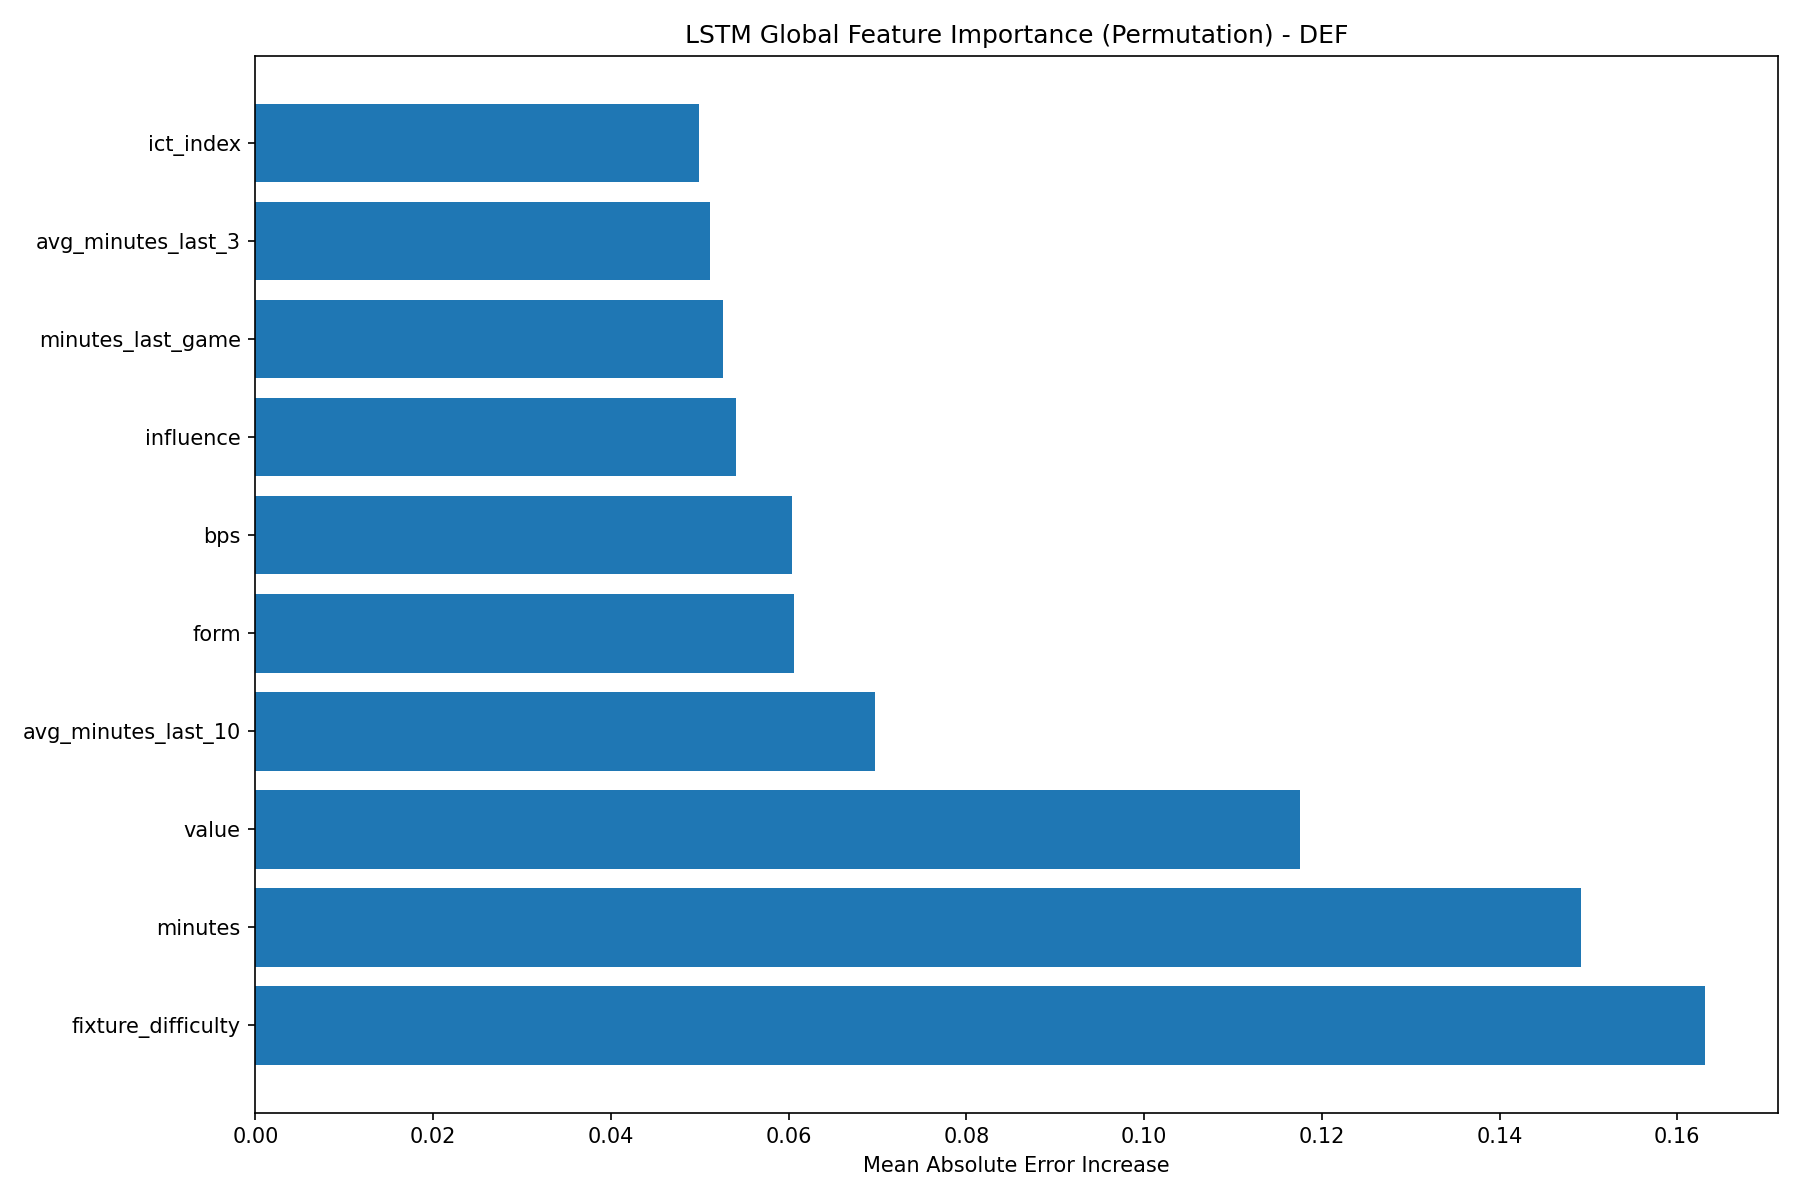 LSTM Global Feature Importance (Permutation) - DEF
ict_index
avg_minutes_last_3
minutes_last_game
influence
bps
form
avg_minutes_last_10
value
minutes
fixture_difficulty
0.00 0.02 0.04 0.06 0.08 0.10 0.12 0.14 0.16
Mean Absolute Error Increase